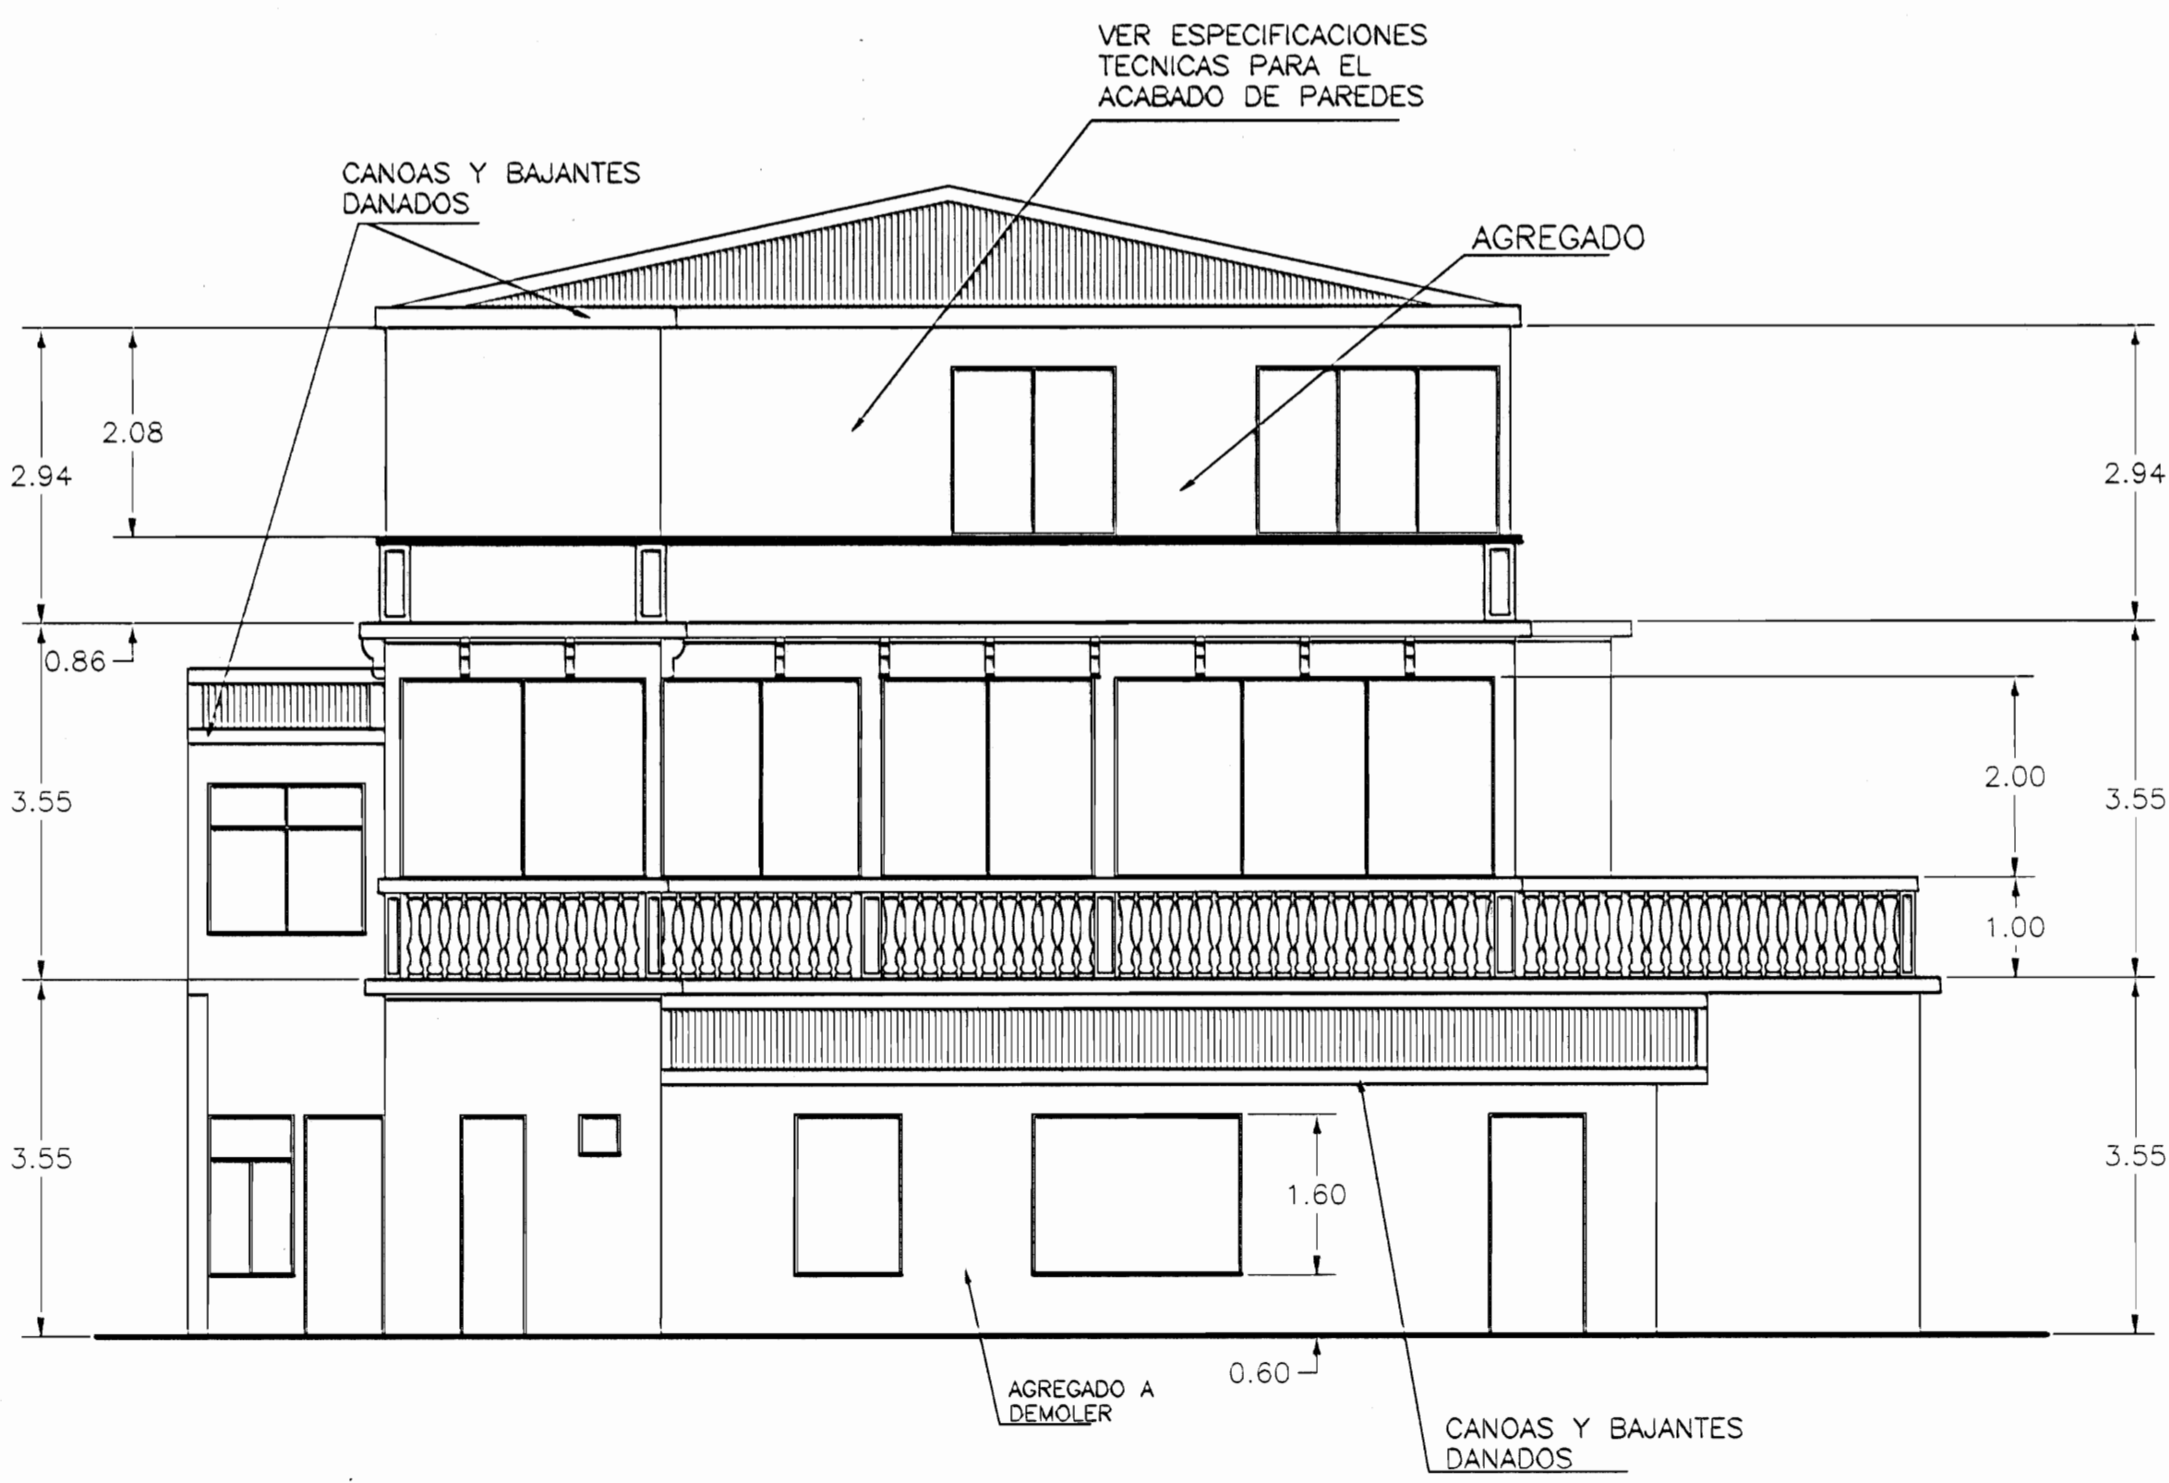 VER ESPECIFICACIONES
TECNICAS PARA EL
ACABADO DE PAREDES
CANOAS Y BAJANTES
DANADOS
AGREGADO
2.08
2.94
2.94
0.86
2.00
3.55
3.55
1.00
3.55
3.55
1.60
0.60
AGREGADO A
DEMOLER
CANOAS Y BAJANTES
DANADOS